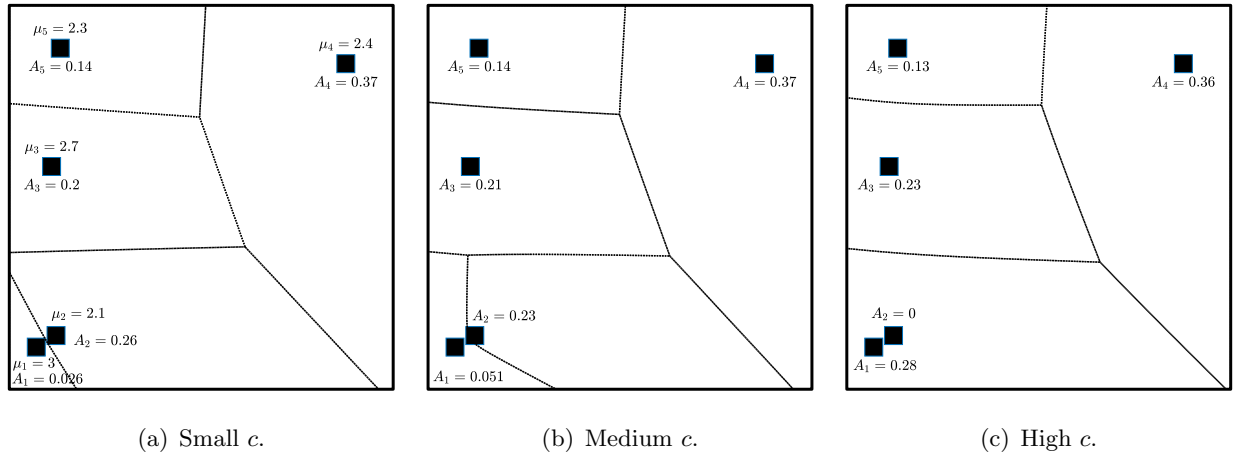 μ₅ = 2.3
A₅ = 0.14
μ₄ = 2.4
A₄ = 0.37
μ₃ = 2.7
A₃ = 0.2
μ₂ = 2.1
A₂ = 0.26
μ₁ = 3
A₁ = 0.026
(a) Small c.
A₅ = 0.14
A₄ = 0.37
A₃ = 0.21
A₂ = 0.23
A₁ = 0.051
(b) Medium c.
A₅ = 0.13
A₄ = 0.36
A₃ = 0.23
A₂ = 0
A₁ = 0.28
(c) High c.